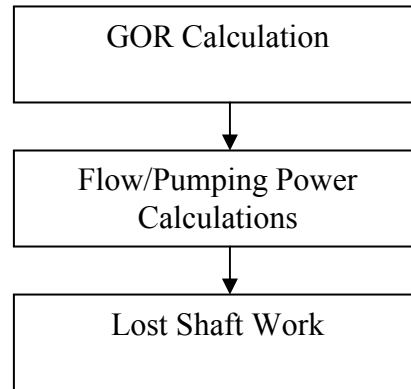 GOR Calculation
Flow/Pumping Power
Calculations
Lost Shaft Work